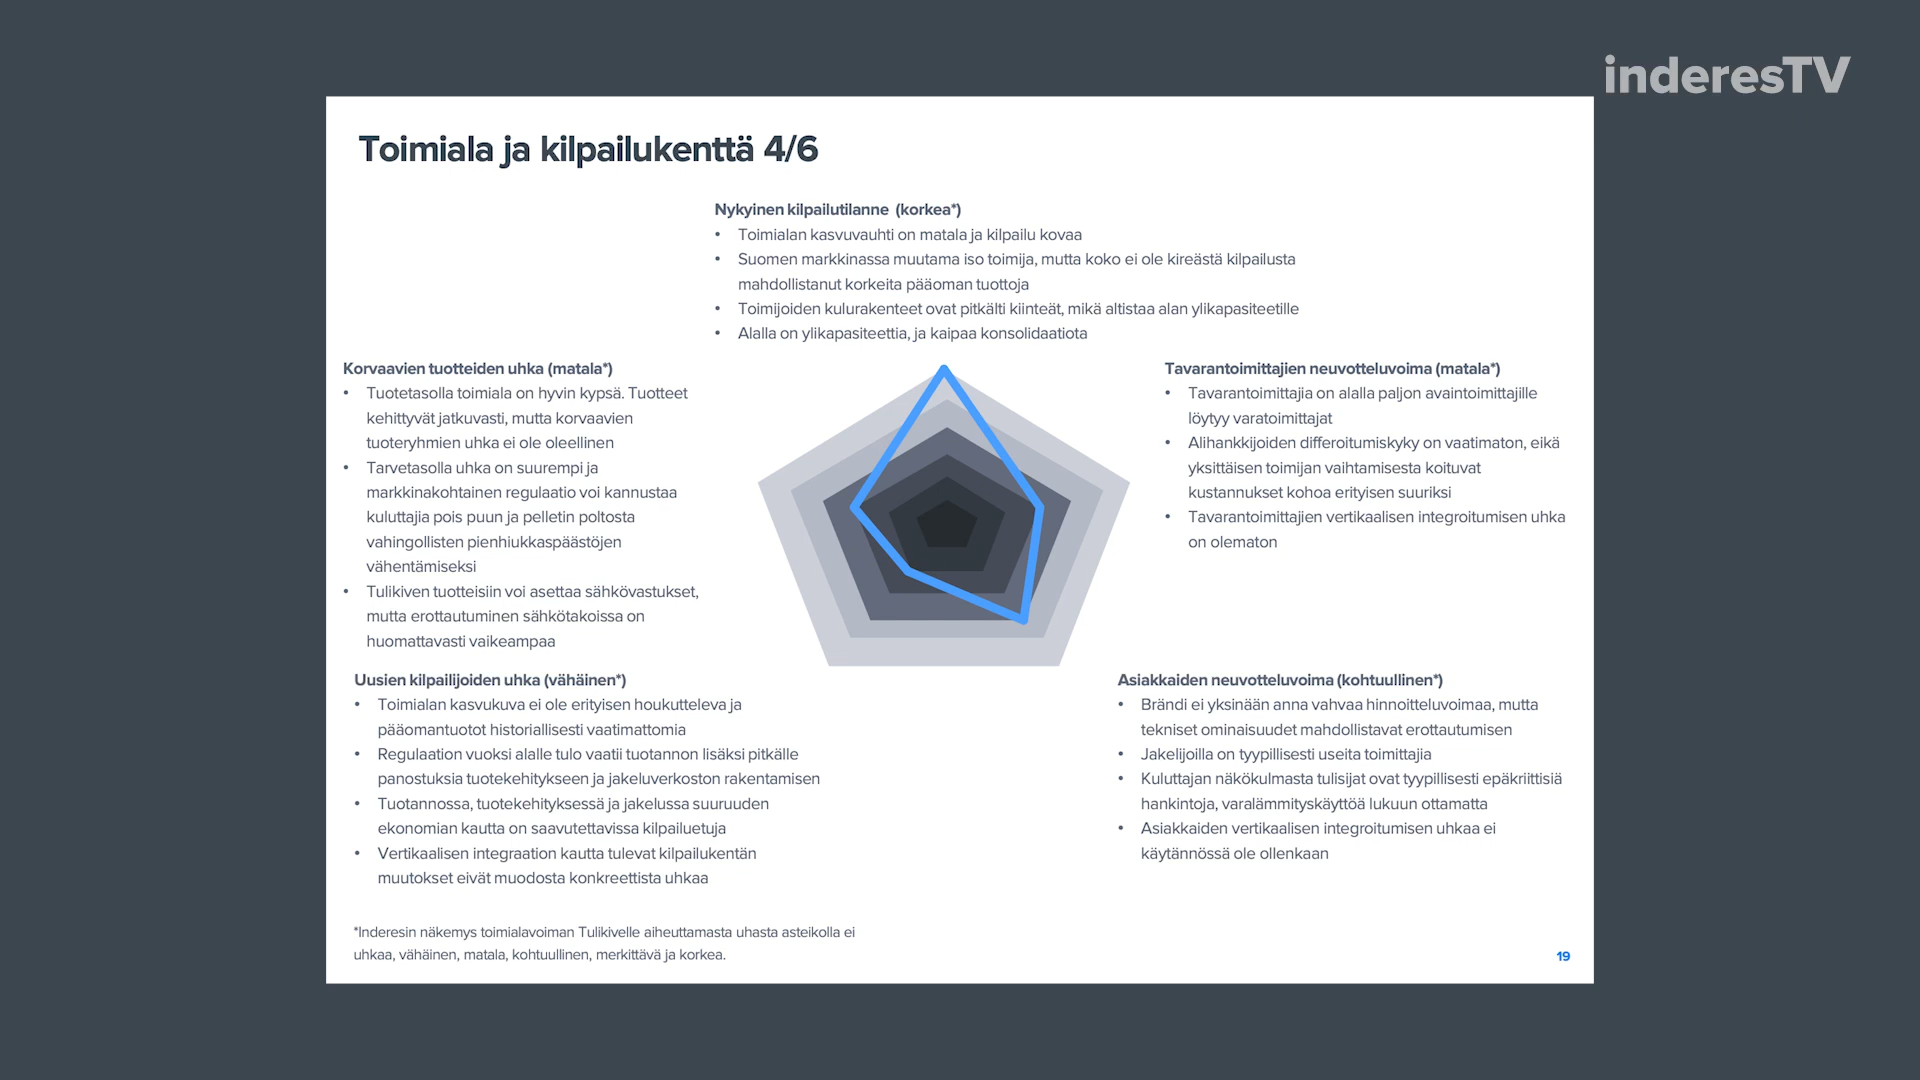 inderesTV
Toimiala ja kilpailukenttä 4/6
Nykyinen kilpailutilanne (korkea*)
• Toimialan kasvuvauhti on matala ja kilpailu kovaa
• Suomen markkinassa muutama iso toimija, mutta koko ei ole kireästä kilpailusta
mahdollistanut korkeita pääoman tuottoja
• Toimijoiden kulurakenteet ovat pitkälti kiinteät, mikä altistaa alan ylikapasiteetille
• Alalla on ylikapasiteettia, ja kaipaa konsolidaatiota
Korvaavien tuotteiden uhka (matala*)
• Tuotetasolla toimiala on hyvin kypsä. Tuotteet
kehittyvät jatkuvasti, mutta korvaavien
tuoteryhmien uhka ei ole oleellinen
• Tarvetasolla uhka on suurempi ja
markkinakohtainen regulaatio voi kannustaa
kuluttajia pois puun ja pelletin poltosta
vahingollisten pienhiukkaspäästöjen
vähentämiseksi
• Tulikiven tuotteisiin voi asettaa sähkövastukset,
mutta erottautuminen sähkötakoissa on
huomattavasti vaikeampaa
Tavarantoimittajien neuvotteluvoima (matala*)
• Tavarantoimittajia on alalla paljon avaintoimittajille
löytyy varatoimittajat
• Alihankkijoiden differoitumiskyky on vaatimaton, eikä
yksittäisen toimijan vaihtamisesta koituvat
kustannukset kohoa erityisen suuriksi
• Tavarantoimittajien vertikaalisen integroitumisen uhka
on olematon
Uusien kilpailijoiden uhka (vähäinen*)
• Toimialan kasvukuva ei ole erityisen houkutteleva ja
pääomantuotot historiallisesti vaatimattomia
• Regulaation vuoksi alalle tulo vaatii tuotannon lisäksi pitkälle
panostuksia tuotekehitykseen ja jakeluverkoston rakentamisen
• Tuotannossa, tuotekehityksessä ja jakelussa suuruuden
ekonomian kautta on saavutettavissa kilpailuetuja
• Vertikaalisen integraation kautta tulevat kilpailukentän
muutokset eivät muodosta konkreettista uhkaa
Asiakkaiden neuvotteluvoima (kohtuullinen*)
• Brändi ei yksinään anna vahvaa hinnoitteluvoimaa, mutta
tekniset ominaisuudet mahdollistavat erottautumisen
• Jakelijoilla on tyypillisesti useita toimittajia
• Kuluttajan näkökulmasta tulisijat ovat tyypillisesti epäkriittisiä
hankintoja, varalämmityskäyttöä lukuun ottamatta
• Asiakkaiden vertikaalisen integroitumisen uhkaa ei
käytännössä ole ollenkaan
*Inderesin näkemys toimialavoiman Tulikivelle aiheuttamasta uhasta asteikolla ei
uhkaa, vähäinen, matala, kohtuullinen, merkittävä ja korkea.
19